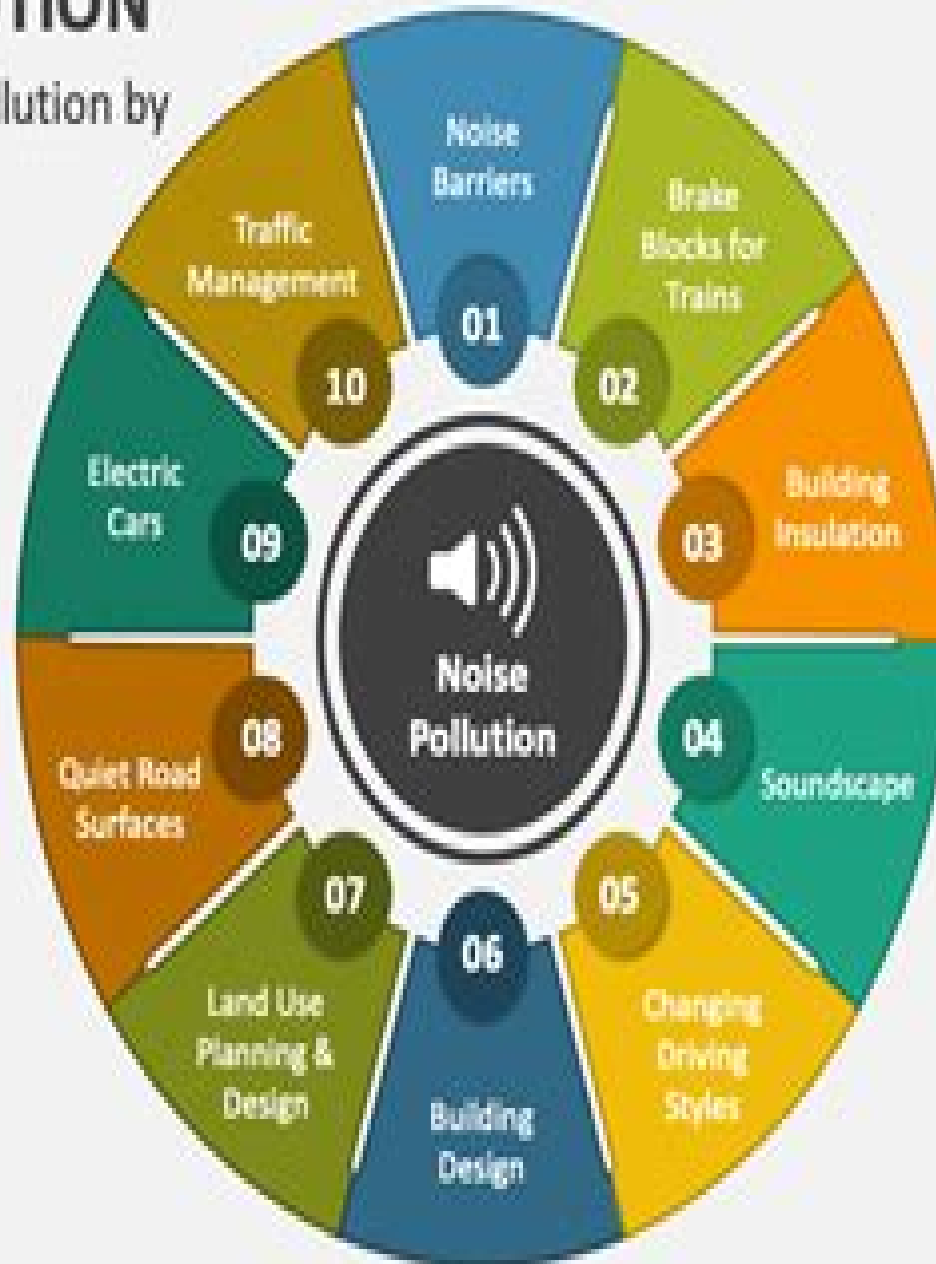 TION
llution by
Noise
Barriers
01
Brake
Blocks for
Trains
02
Building
Insulation
03
Soundscape
04
Changing
Driving
Styles
05
Building
Design
06
Land Use
Planning &
Design
07
Quiet Road
Surfaces
08
Electric
Cars
09
Traffic
Management
10
Noise
Pollution